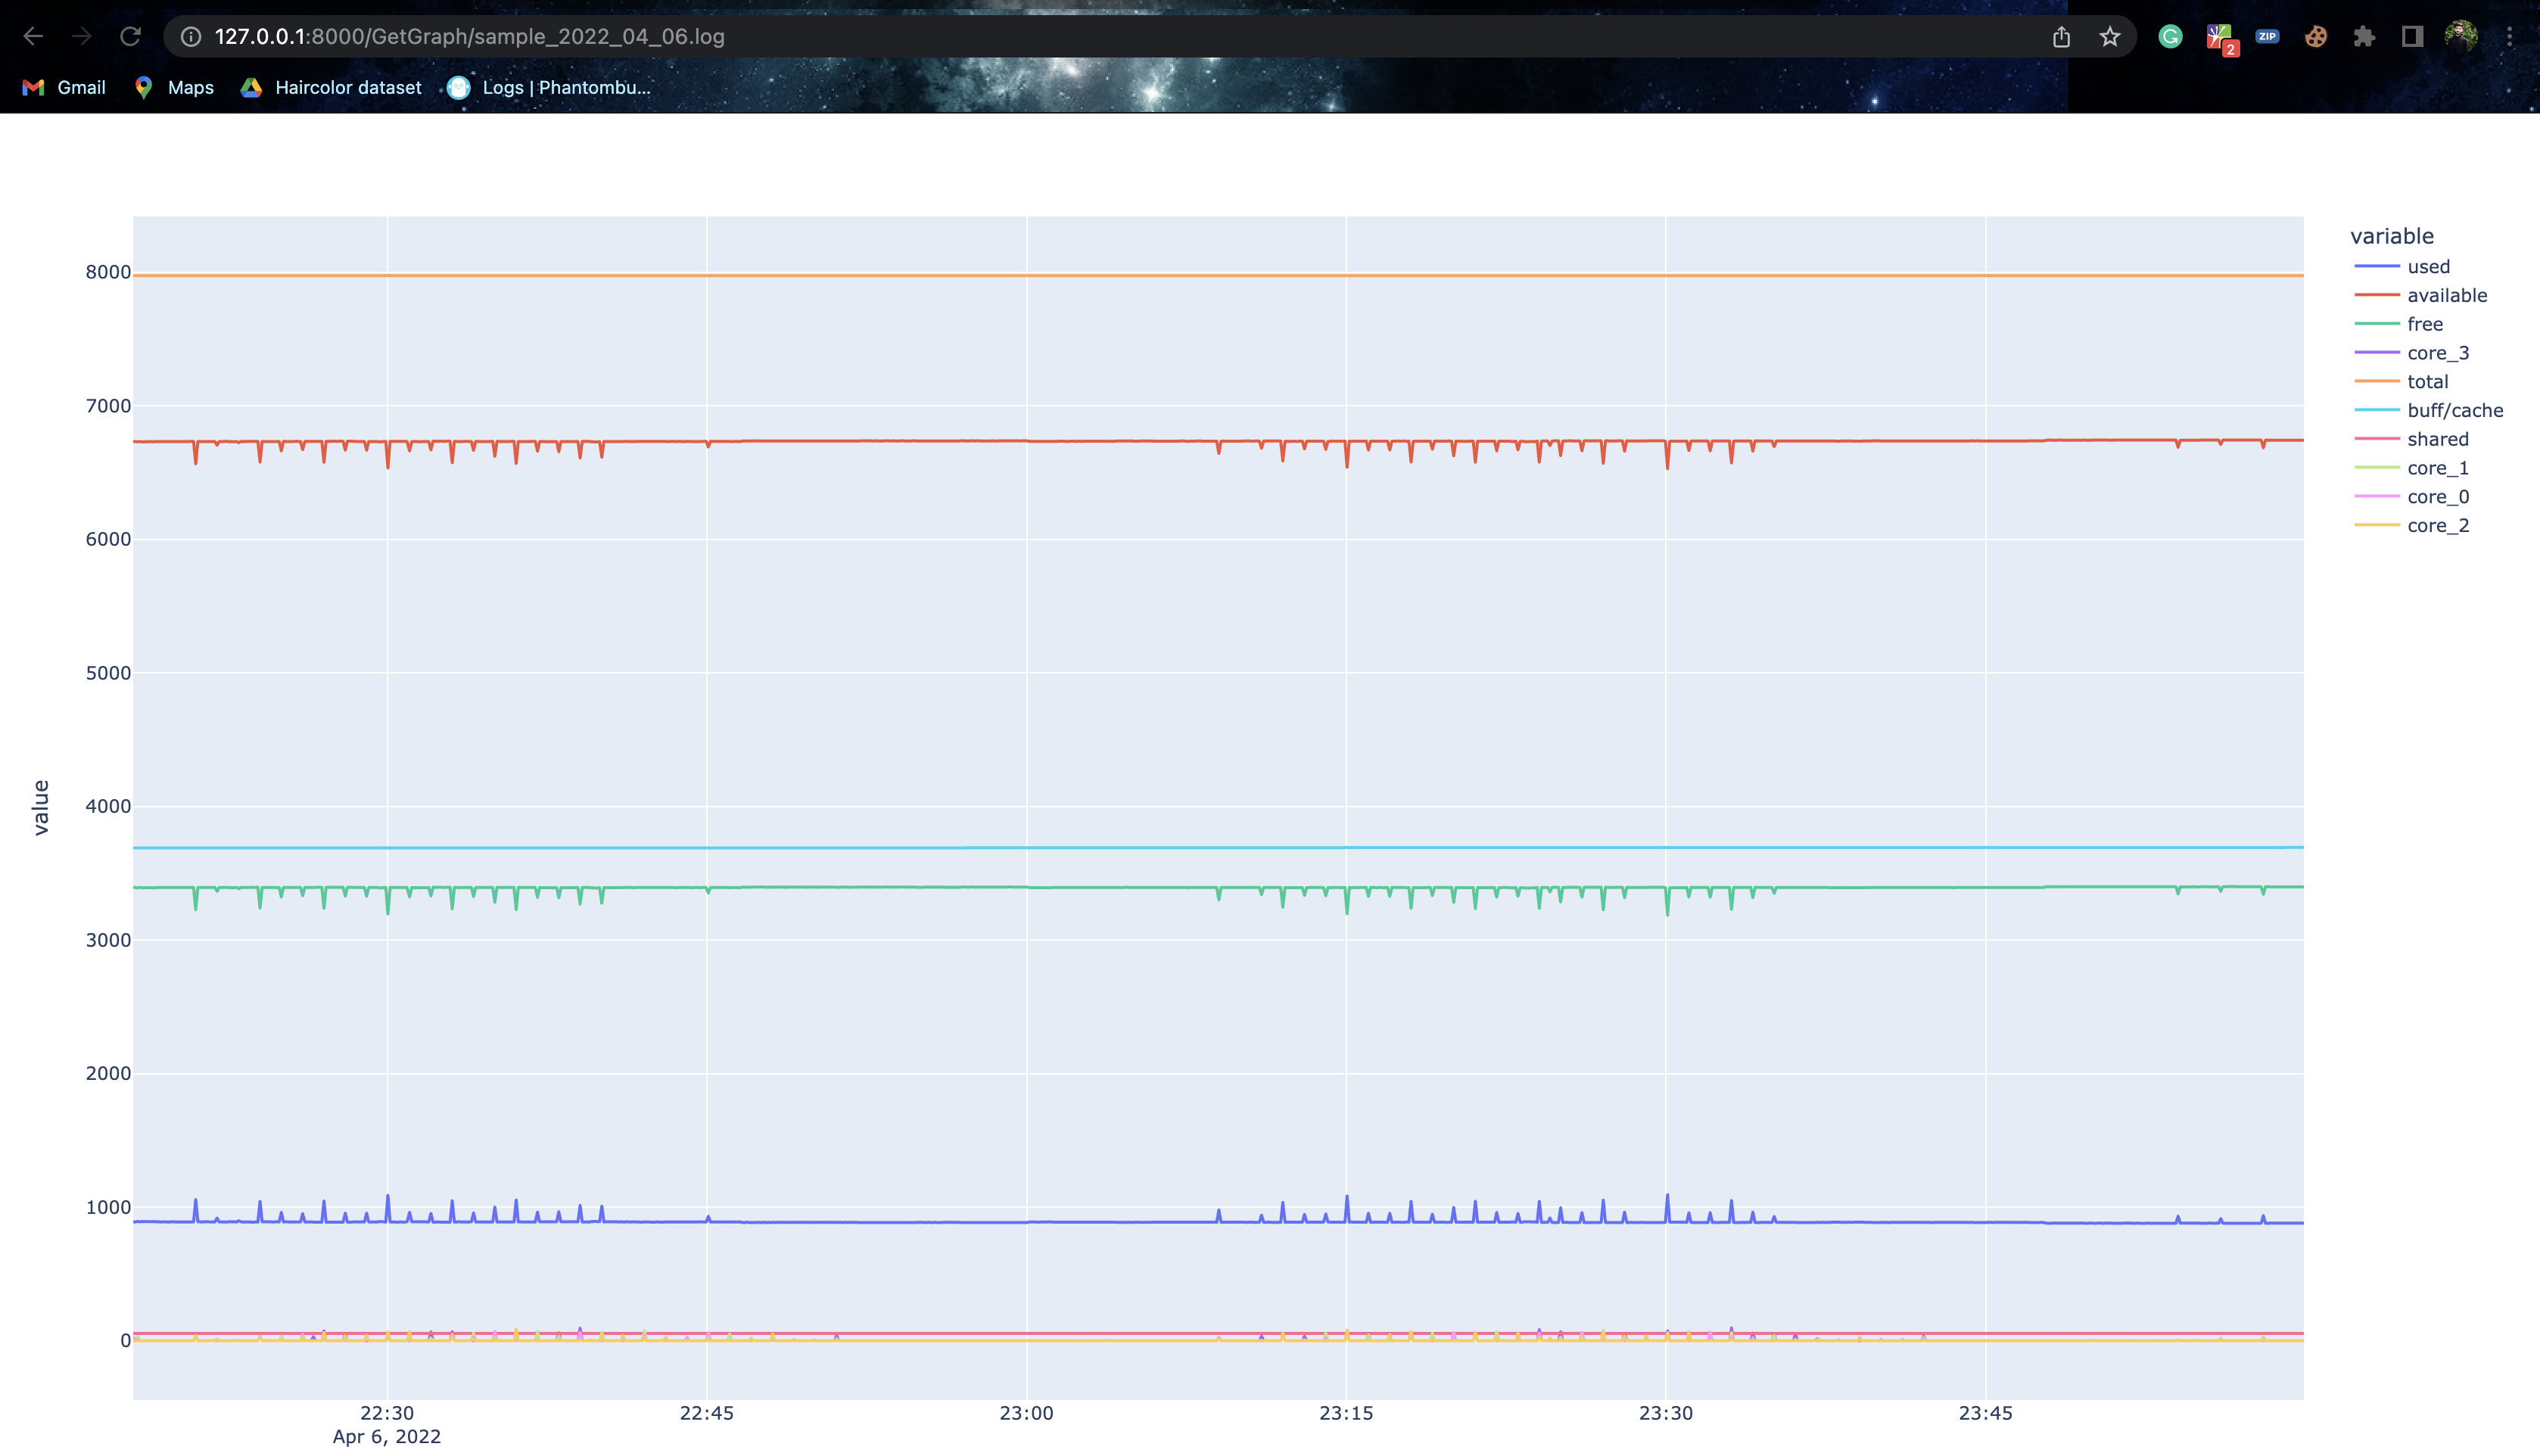 127.0.0.1:8000/GetGraph/sample_2022_04_06.log
2
ZIP
Gmail
Maps
Haircolor dataset
Logs | Phantombu...
variable
used
available
free
core_3
total
buff/cache
shared
core_1
core_0
core_2
8000
7000
6000
5000
4000
3000
2000
1000
0
value
22:30
22:45
23:00
23:15
23:30
23:45
Apr 6, 2022